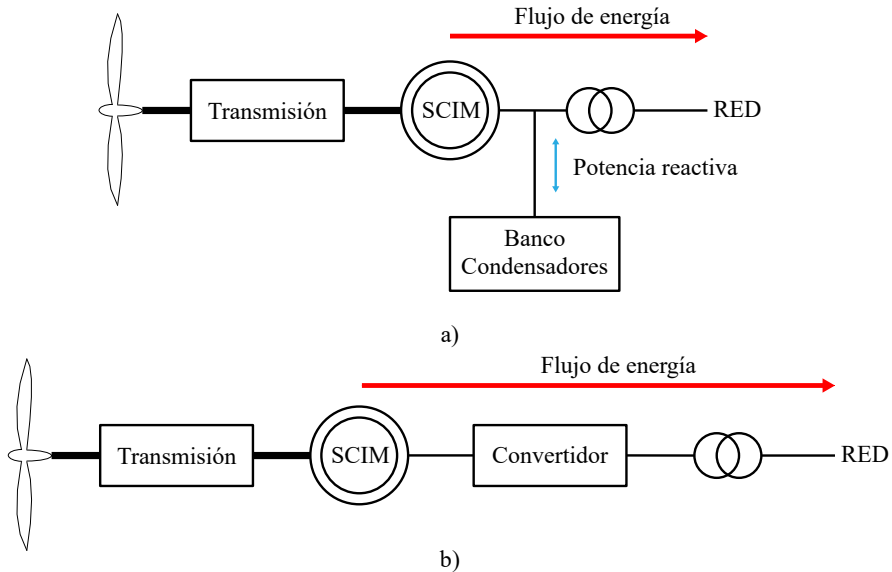 Flujo de energía
Transmisión
SCIM
RED
Potencia reactiva
Banco
Condensadores
a)
Flujo de energía
Transmisión
SCIM
Convertidor
RED
b)